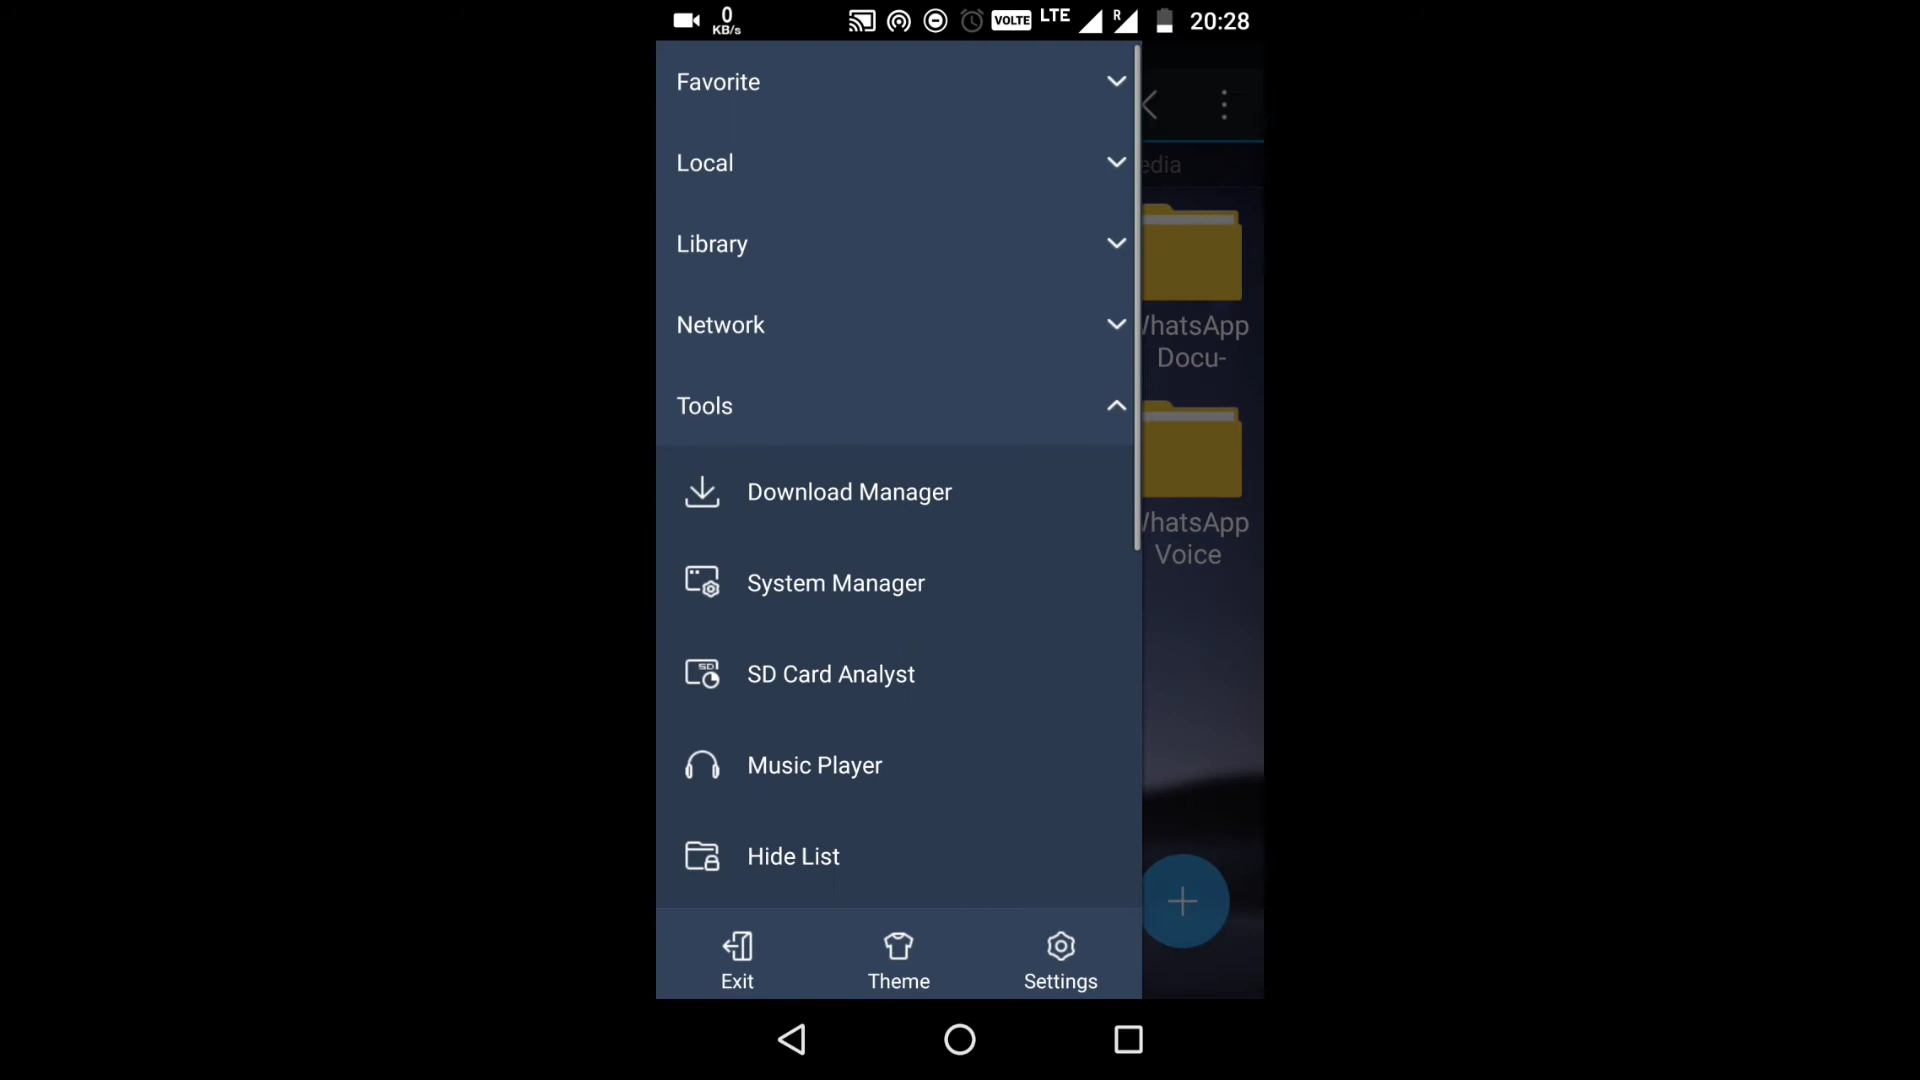 0
KB/s
VOLTE
LTE
R
20:28
Favorite
Local
Library
Network
Tools
Download Manager
System Manager
SD
SD Card Analyst
Music Player
Hide List
Exit
Theme
Settings
edia
hatsApp
Docu-
hatsApp
Voice